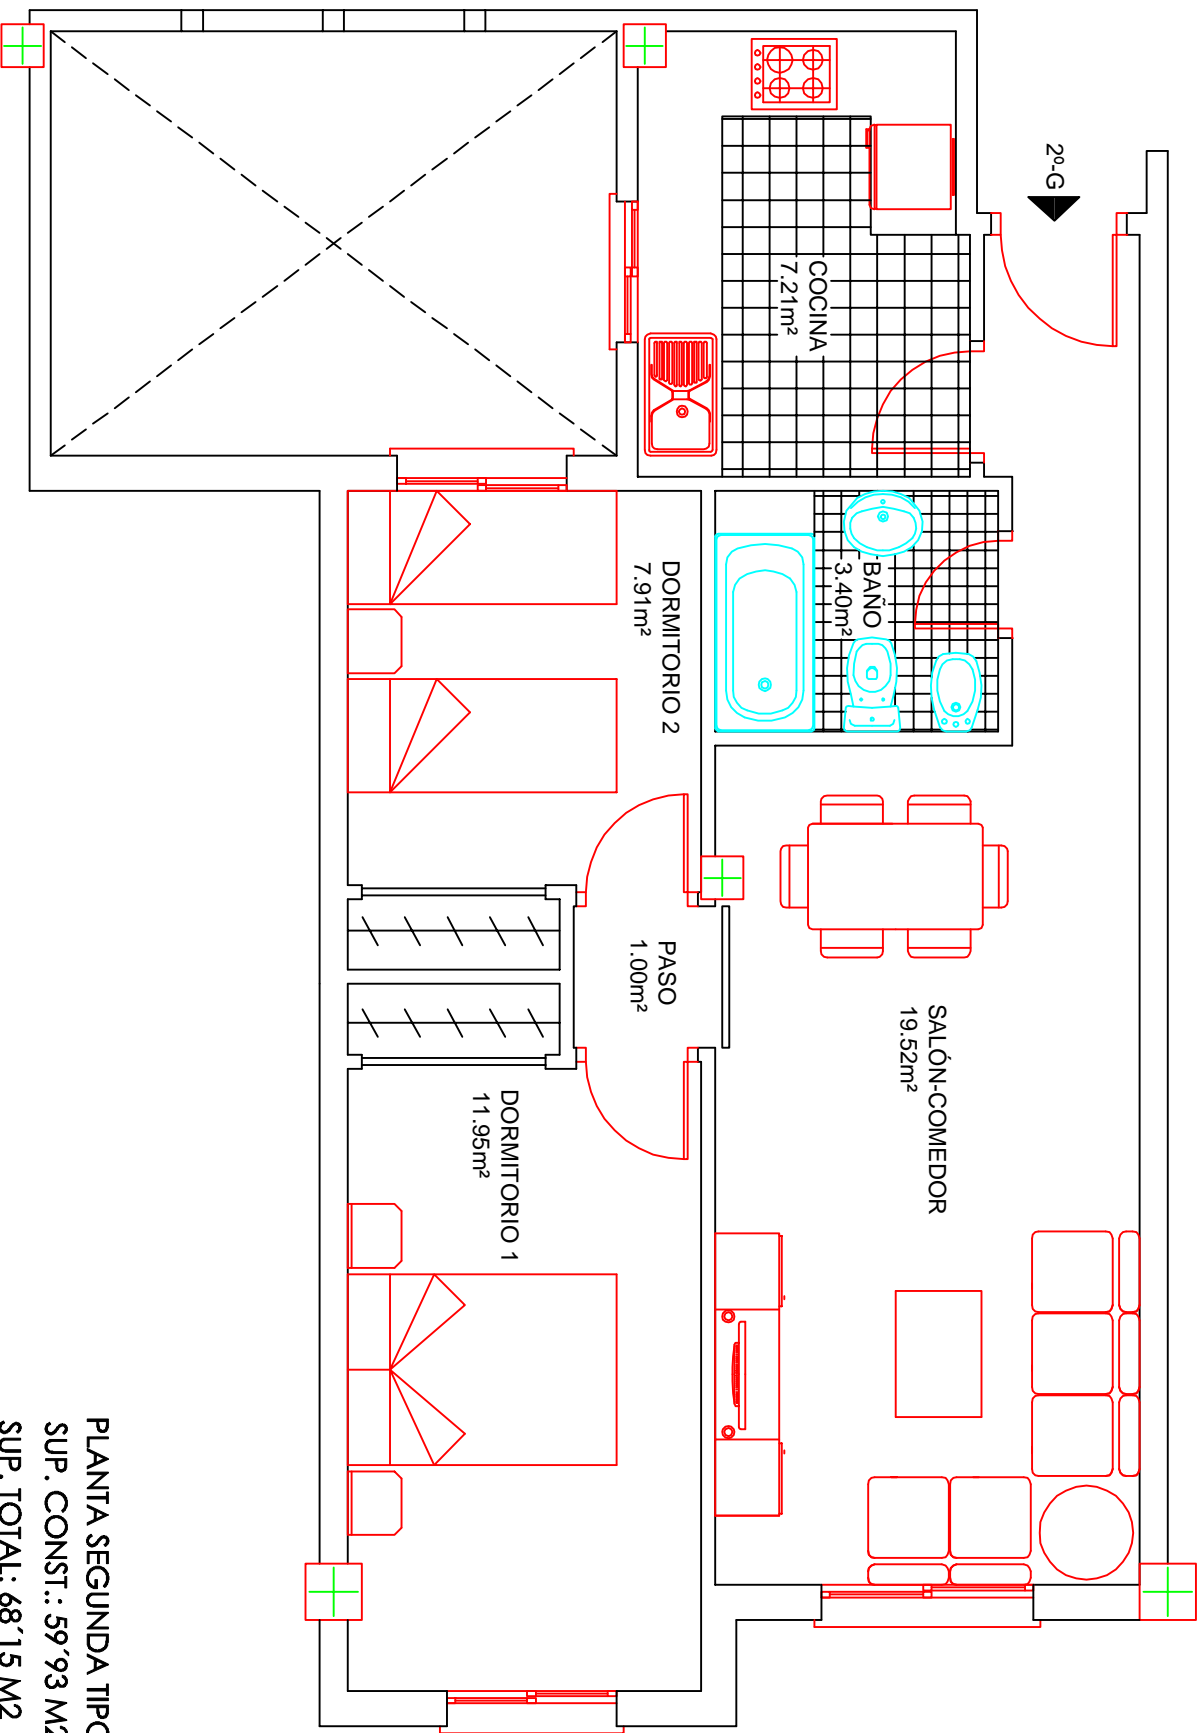 2º-G
COCINA
7.21m²
BAÑO
3.40m²
DORMITORIO 2
7.91m²
PASO
1.00m²
SALÓN-COMEDOR
19.52m²
DORMITORIO 1
11.95m²
PLANTA SEGUNDA TIPO
SUP. CONST.: 59´93 M2
SUP. TOTAL: 68´15 M2